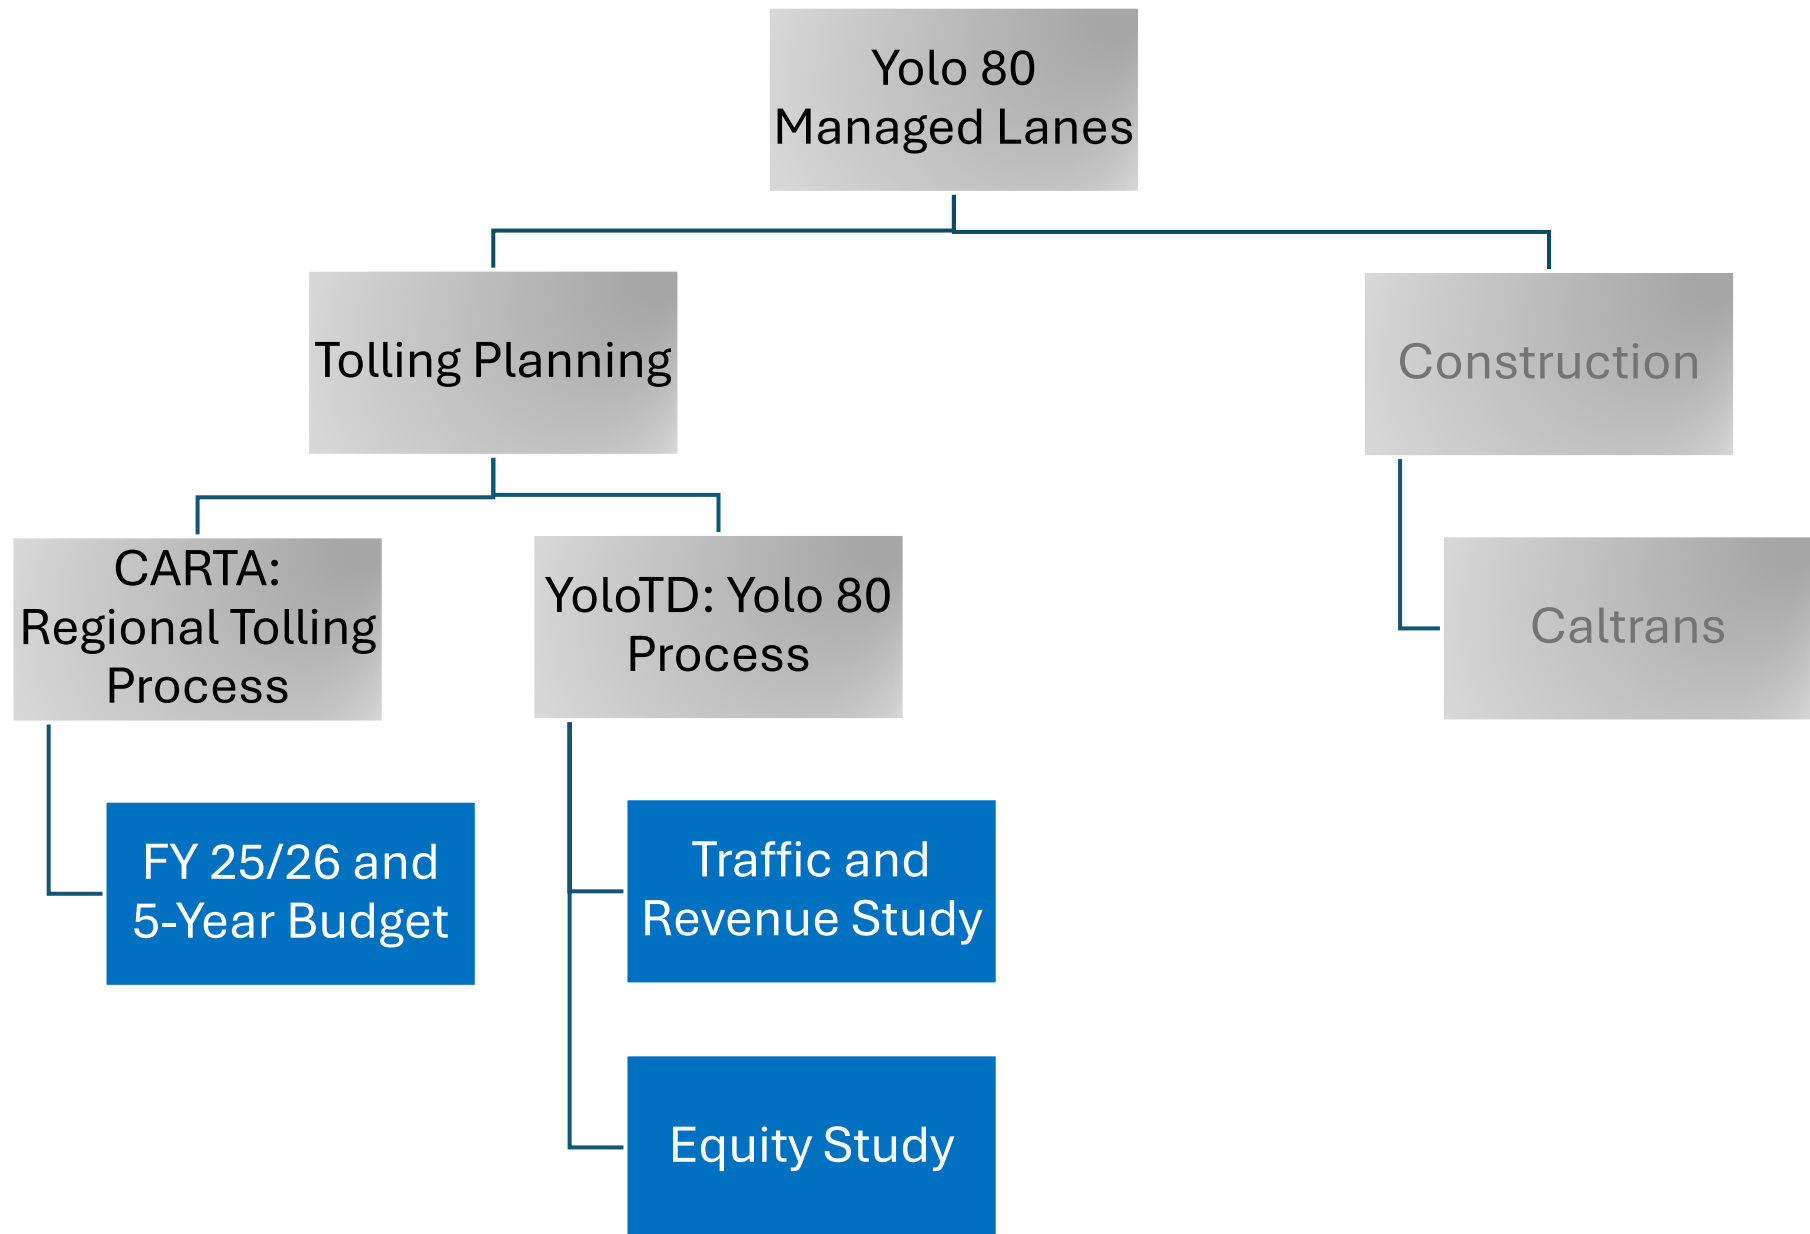 Yolo 80
Managed Lanes
Tolling Planning
Construction
CARTA:
Regional Tolling
Process
YoloTD: Yolo 80
Process
Caltrans
FY 25/26 and
5-Year Budget
Traffic and
Revenue Study
Equity Study